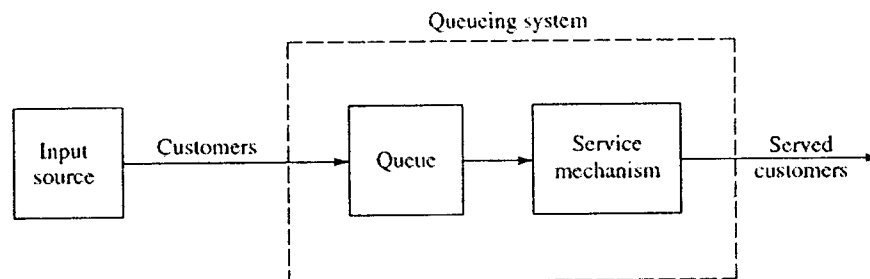 Queueing system
Input
source
Customers
Queue
Service
mechanism
Served
customers